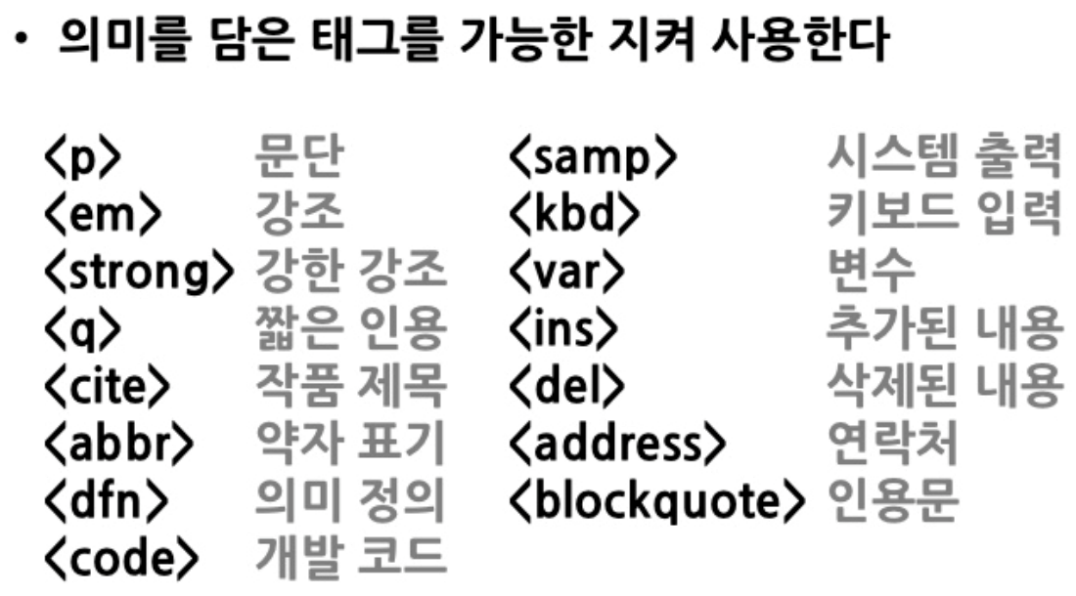 • 의미를 담은 태그를 가능한 지켜 사용한다
<p> 문단 <samp> 시스템 출력
<em> 강조 <kbd> 키보드 입력
<strong> 강한 강조 <var> 변수
<q> 짧은 인용 <ins> 추가된 내용
<cite> 작품 제목 <del> 삭제된 내용
<abbr> 약자 표기 <address> 연락처
<dfn> 의미 정의 <blockquote> 인용문
<code> 개발 코드